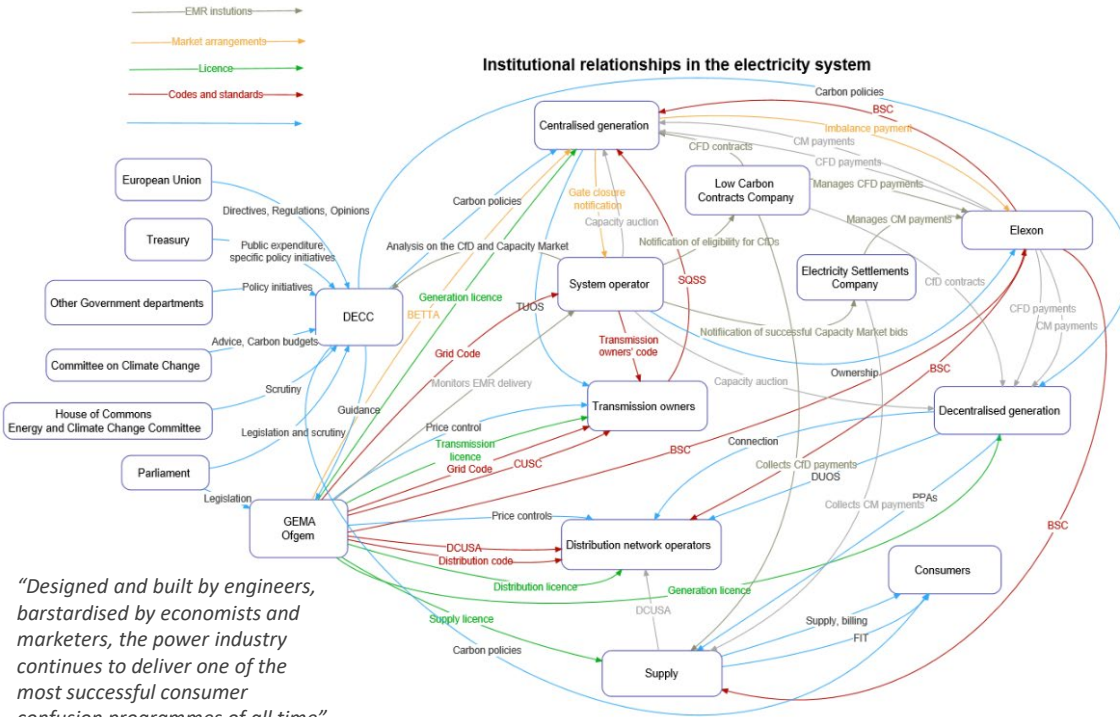 EMR instutions
Market arrangements
Licence
Codes and standards
Institutional relationships in the electricity system
Carbon policies
BSC
Centralised generation
Imbalance payment
CM payments
CFD contracts
CFD payments
European Union
Low Carbon
Contracts Company
Manages CFD payments
Gate closure
notification
Carbon policies
Directives, Regulations, Opinions
Capacity auction
Manages CM payments
Elexon
Treasury
Public expenditure,
specific policy initiatives
Analysis on the CfD and Capacity Market
Notification of eligibility for CfDs
Electricity Settlements
Company
Policy initiatives
System operator
SQSS
CfD contracts
Other Government departments
Generation licence
DECC
BETTA
TUOS
CFD payments
CM payments
Notifiication of successful Capacity Market bids
Advice, Carbon budgets
Transmission
owners' code
Grid Code
Committee on Climate Change
Ownership
BSC
Monitors EMR delivery
Capacity auction
Scrutiny
House of Commons
Energy and Climate Change Committee
Guidance
Transmission owners
Decentralised generation
Price control
Legislation and scrutiny
Connection
Transmission
licence
BSC
CUSC
Grid Code
Collects CfD payments
DUOS
Parliament
Legislation
PPAs
Collects CM payments
GEMA
Ofgem
Price controls
BSC
Distribution network operators
DCUSA
Distribution code
Consumers
Distribution licence
Generation licence
DCUSA
Supply licence
Supply, billing
FIT
Carbon policies
Supply
“Designed and built by engineers,
barstardised by economists and
marketers, the power industry
continues to deliver one of the
most successful consumer
confusion programmes of all time”